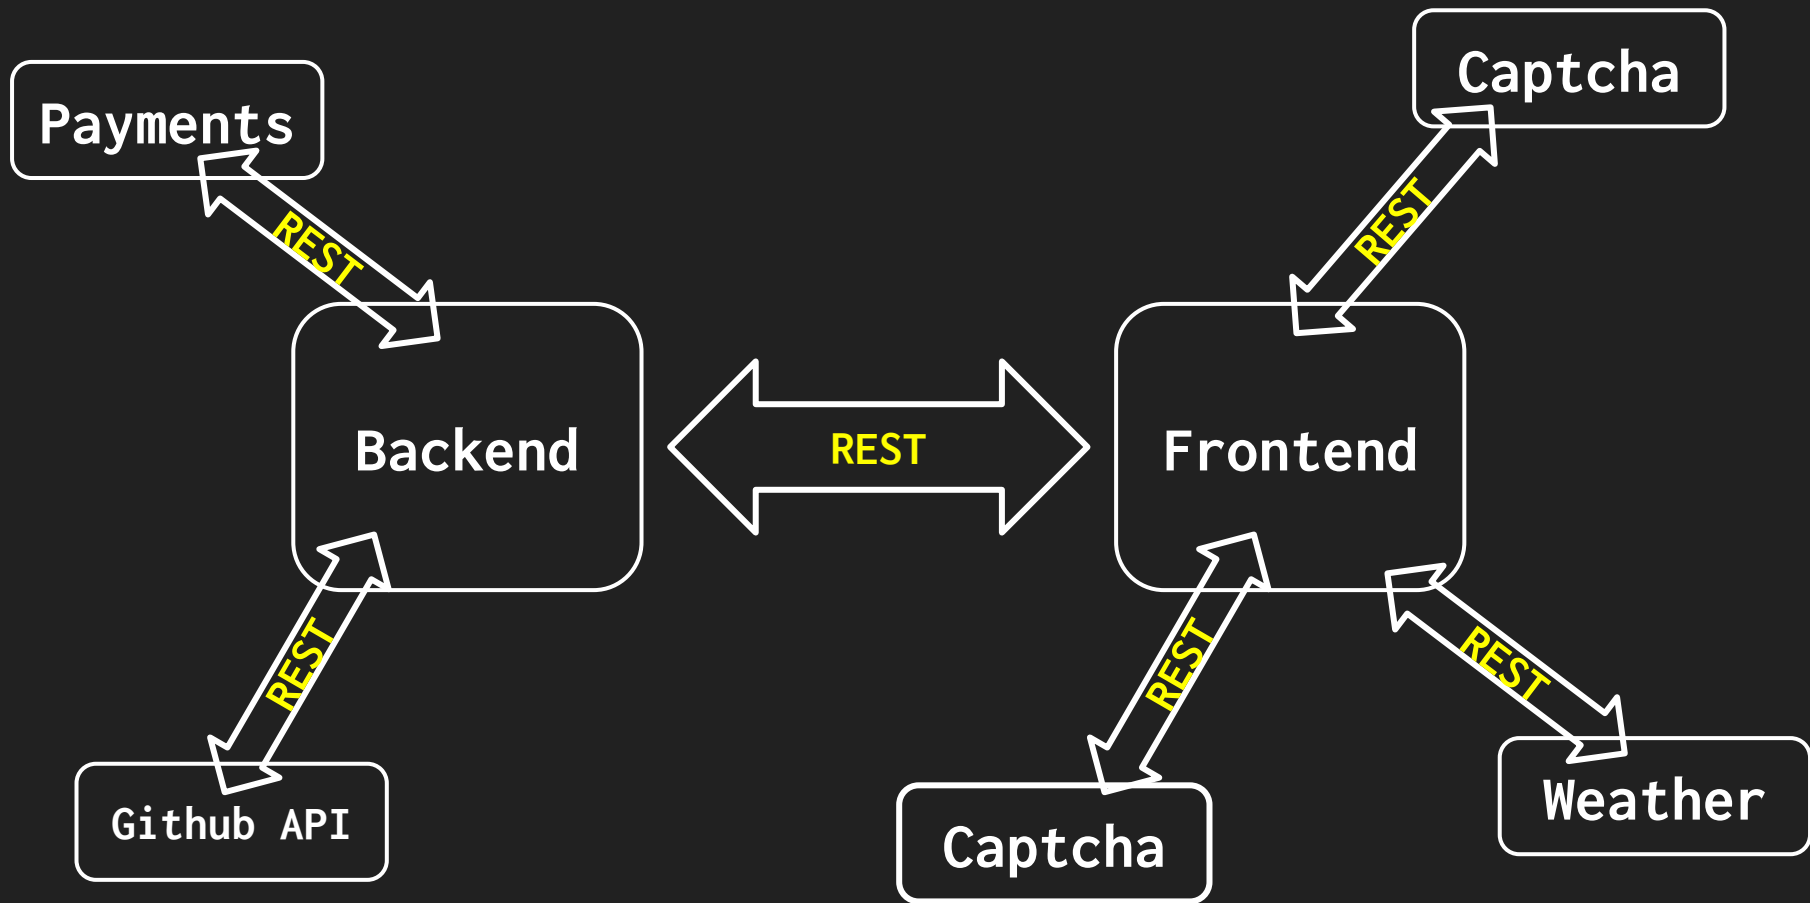 Captcha
Payments
REST
REST
Backend
REST
Frontend
REST
REST
REST
Github API
Captcha
Weather